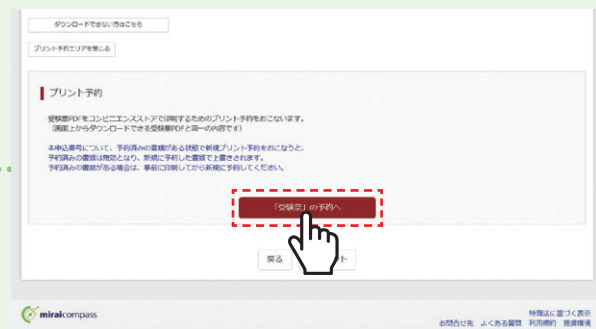 ダウンロードできない方はこちら
プリント予約エリアを閉じる
プリント予約
受験票PDFをコンビニエンスストアで印刷するためのプリント予約をおこないます。
(画面上からダウンロードできる受験票PDFと同一の内容です)
本申込番号について、予約済みの書類がある状態で新規プリント予約をおこなうと、
予約済みの書類は無効となり、新規に予約した書類で上書きされます。
予約済みの書類がある場合は、事前に印刷してから新規に予約してください。
「受験票」の予約へ
戻る
ト
miraicompass
特商法に基づく表示
お問合せ先 よくある質問 利用規約 推奨環境